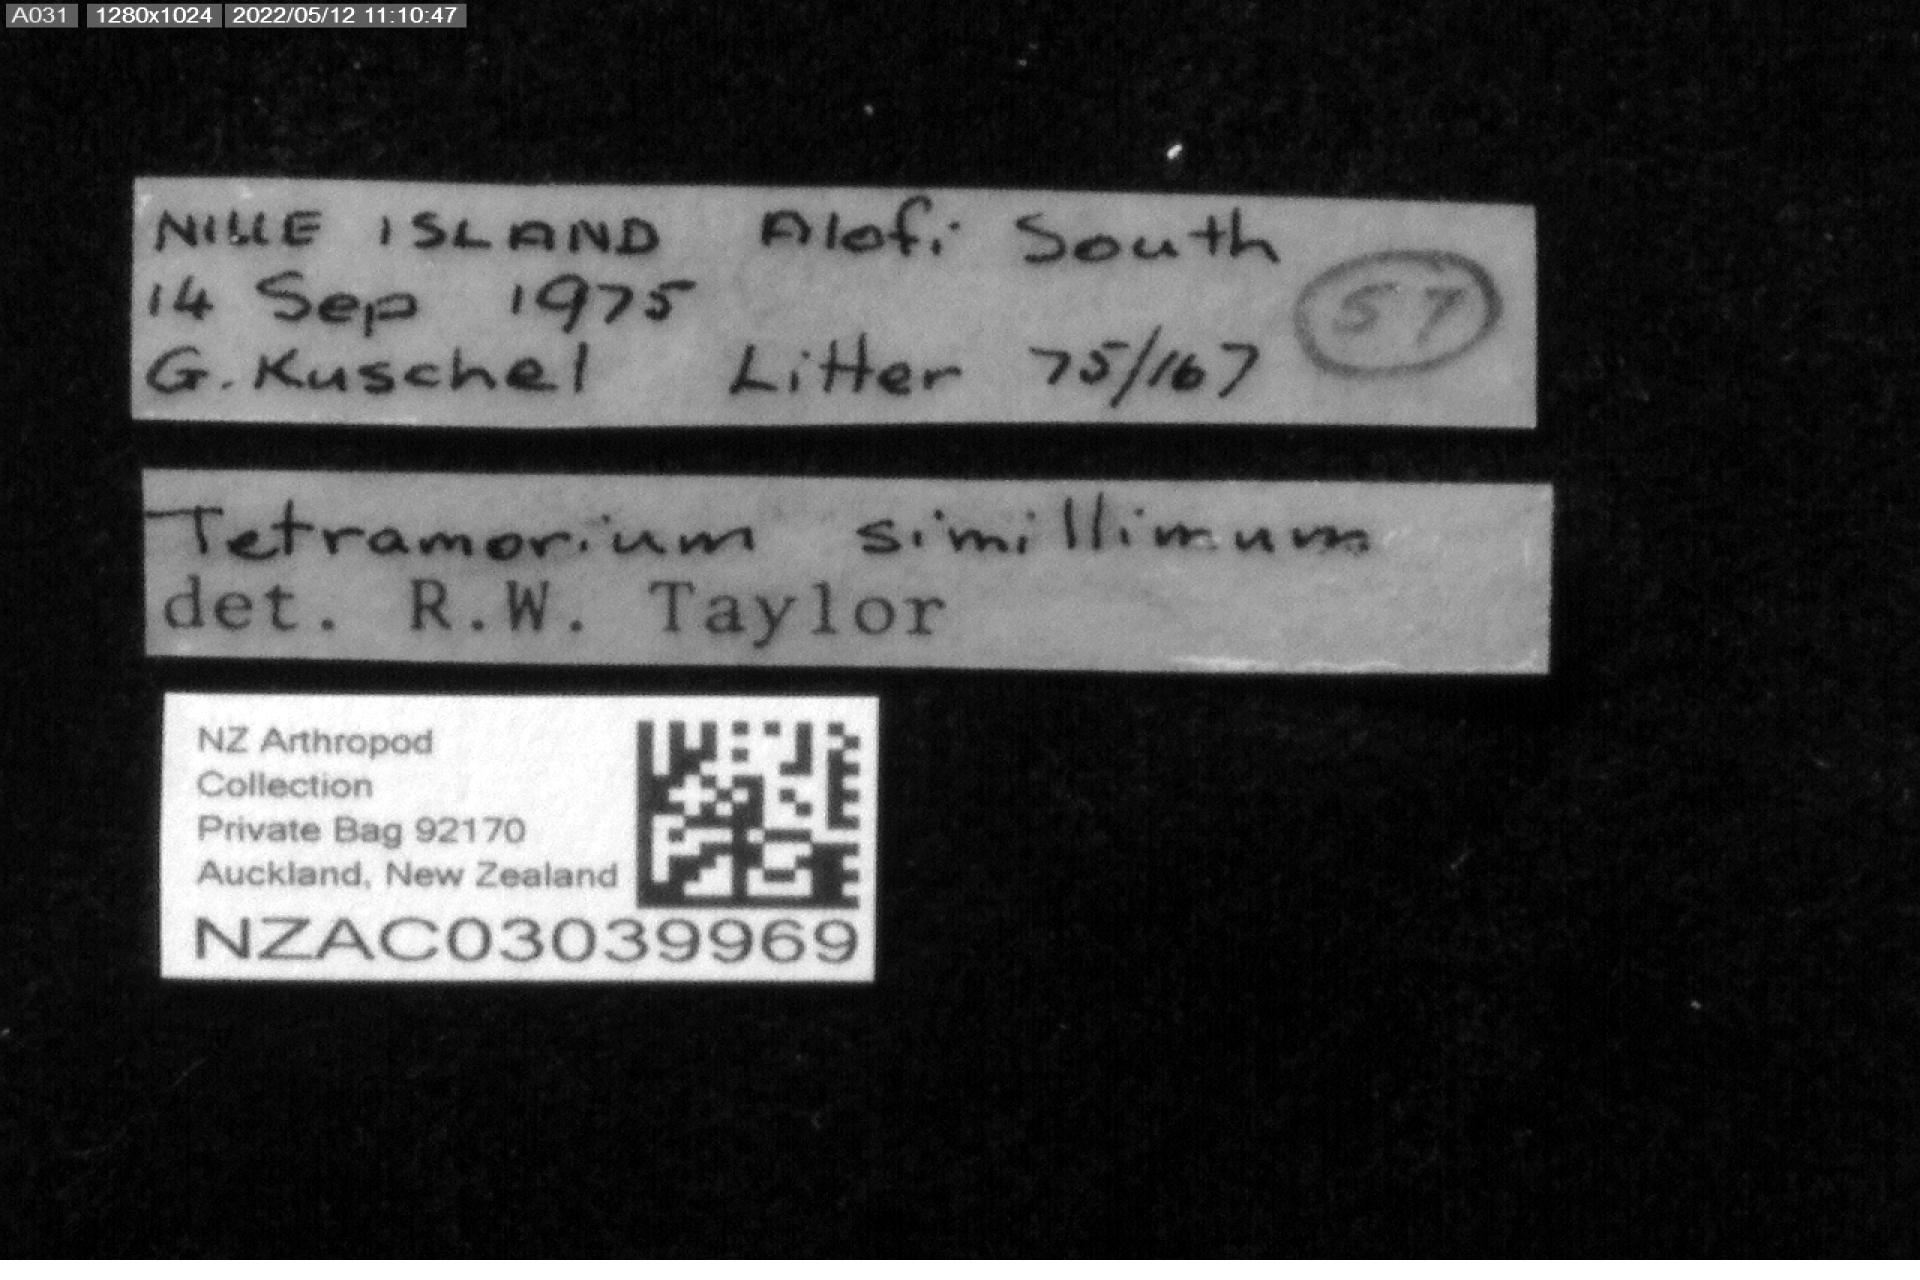 A031 1280x1024 2022/05/12 11:10:47
NIUE ISLAND Alofi South
14 Sep 1975
57
G. Kuschel Litter 75/167
Tetramorium simillimum
det. R.W. Taylor
NZ Arthropod
Collection
Private Bag 92170
Auckland, New Zealand
NZAC03039969